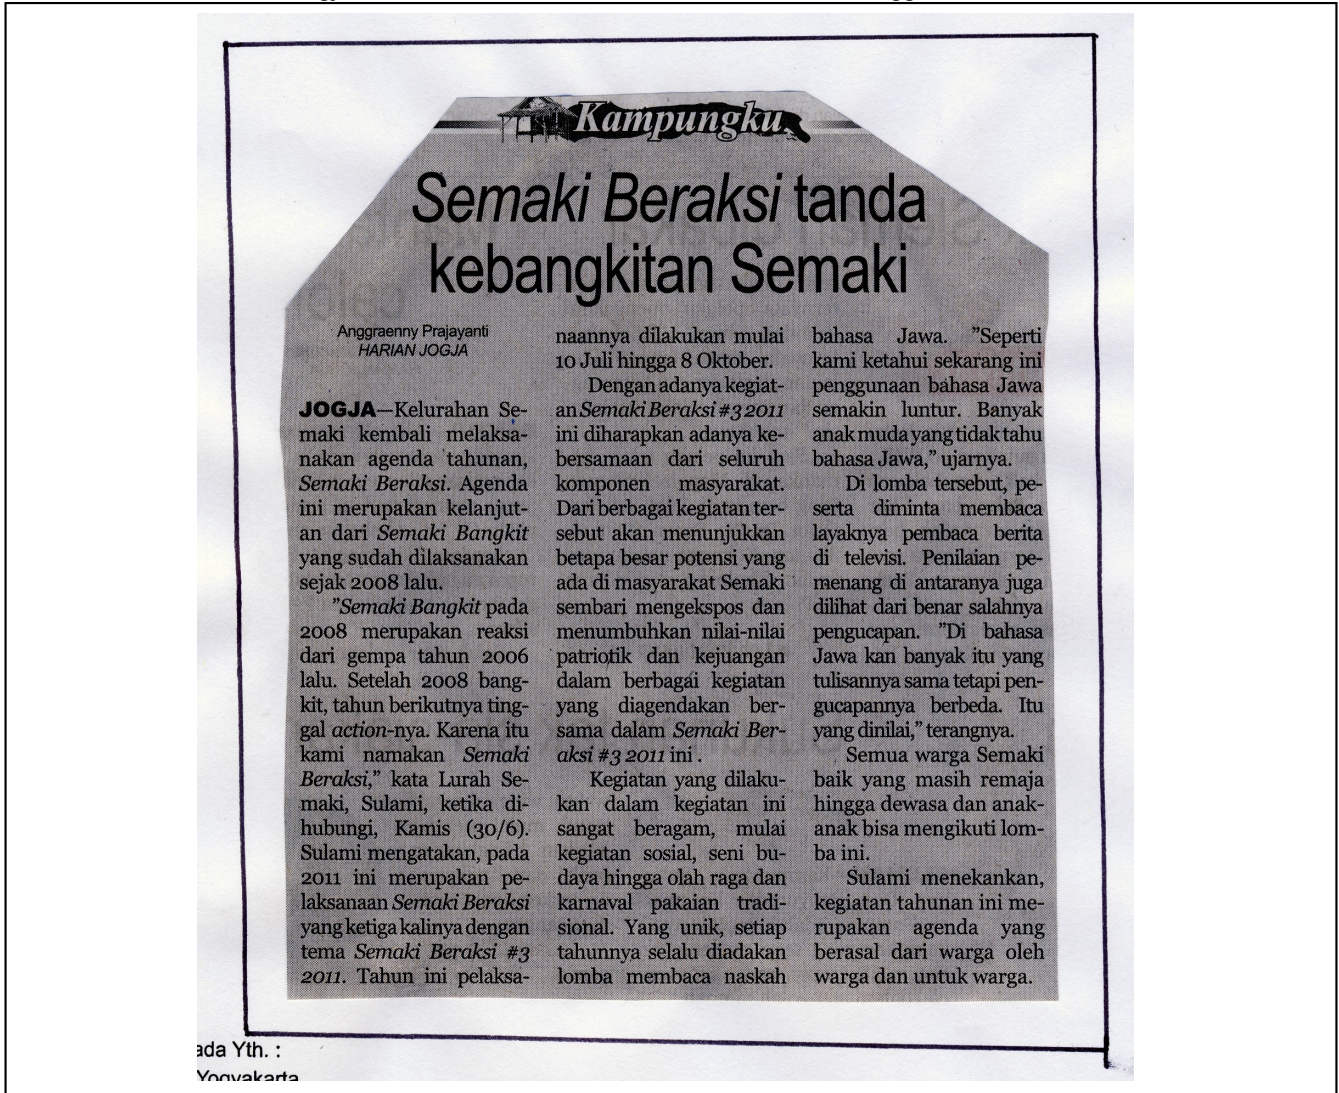 Kampungku
Semaki Beraksi tanda
kebangkitan Semaki
Anggraenny Prajayanti
HARIAN JOGJA
JOGJA—Kelurahan Se-
maki kembali melaksa-
nakan agenda tahunan,
Semaki Beraksi. Agenda
ini merupakan kelanjut-
an dari Semaki Bangkit
yang sudah dilaksanakan
sejak 2008 lalu.
"Semaki Bangkit pada
2008 merupakan reaksi
dari gempa tahun 2006
lalu. Setelah 2008 bang-
kit, tahun berikutnya ting-
gal action-nya. Karena itu
kami namakan Semaki
Beraksi," kata Lurah Se-
maki, Sulami, ketika di-
hubungi, Kamis (30/6).
Sulami mengatakan, pada
2011 ini merupakan pe-
laksanaan Semaki Beraksi
yang ketiga kalinya dengan
tema Semaki Beraksi #3
2011. Tahun ini pelaksa-
naannya dilakukan mulai
10 Juli hingga 8 Oktober.
Dengan adanya kegiat-
an Semaki Beraksi #3 2011
ini diharapkan adanya ke-
bersamaan dari seluruh
komponen masyarakat.
Dari berbagai kegiatan ter-
sebut akan menunjukkan
betapa besar potensi yang
ada di masyarakat Semaki
sembari mengekspos dan
menumbuhkan nilai-nilai
patriotik dan kejuangan
dalam berbagai kegiatan
yang diagendakan ber-
sama dalam Semaki Ber-
aksi #3 2011 ini .
Kegiatan yang dilaku-
kan dalam kegiatan ini
sangat beragam, mulai
kegiatan sosial, seni bu-
daya hingga olah raga dan
karnaval pakaian tradi-
sional. Yang unik, setiap
tahunnya selalu diadakan
lomba membaca naskah
bahasa Jawa. "Seperti
kami ketahui sekarang ini
penggunaan bahasa Jawa
semakin luntur. Banyak
anak muda yang tidak tahu
bahasa Jawa," ujarnya.
Di lomba tersebut, pe-
serta diminta membaca
layaknya pembaca berita
di televisi. Penilaian pe-
menang di antaranya juga
dilihat dari benar salahnya
pengucapan. "Di bahasa
Jawa kan banyak itu yang
tulisannya sama tetapi pen-
gucapannya berbeda. Itu
yang dinilai," terangnya.
Semua warga Semaki
baik yang masih remaja
hingga dewasa dan anak-
anak bisa mengikuti lom-
ba ini.
Sulami menekankan,
kegiatan tahunan ini me-
rupakan agenda yang
berasal dari warga oleh
warga dan untuk warga.
ada Yth. :
Yogyakarta